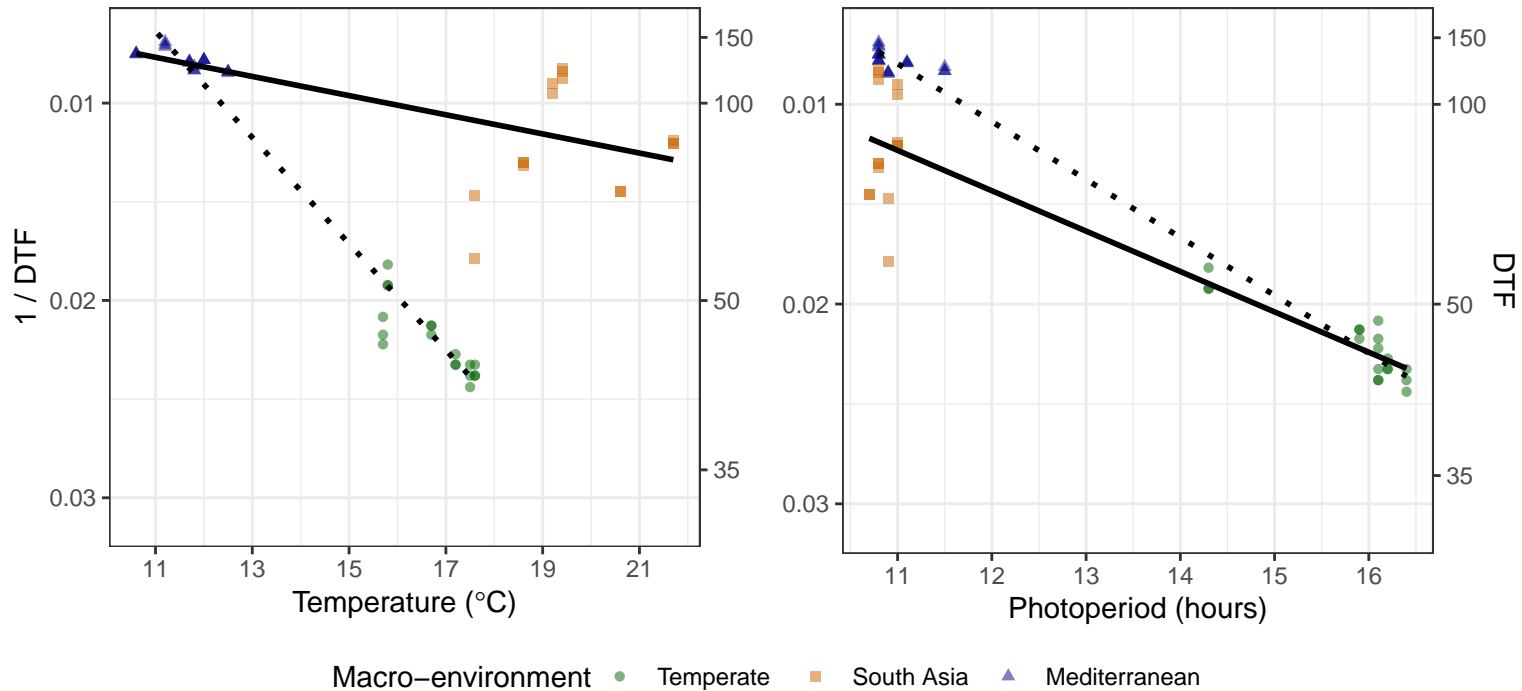 1 / DTF
0.01
0.02
0.03
150
100
50
35
11 13 15 17 19 21
Temperature (°C)
0.01
0.02
0.03
150
100
50
35
DTF
11 12 13 14 15 16
Photoperiod (hours)
Macro−environment Temperate South Asia Mediterranean